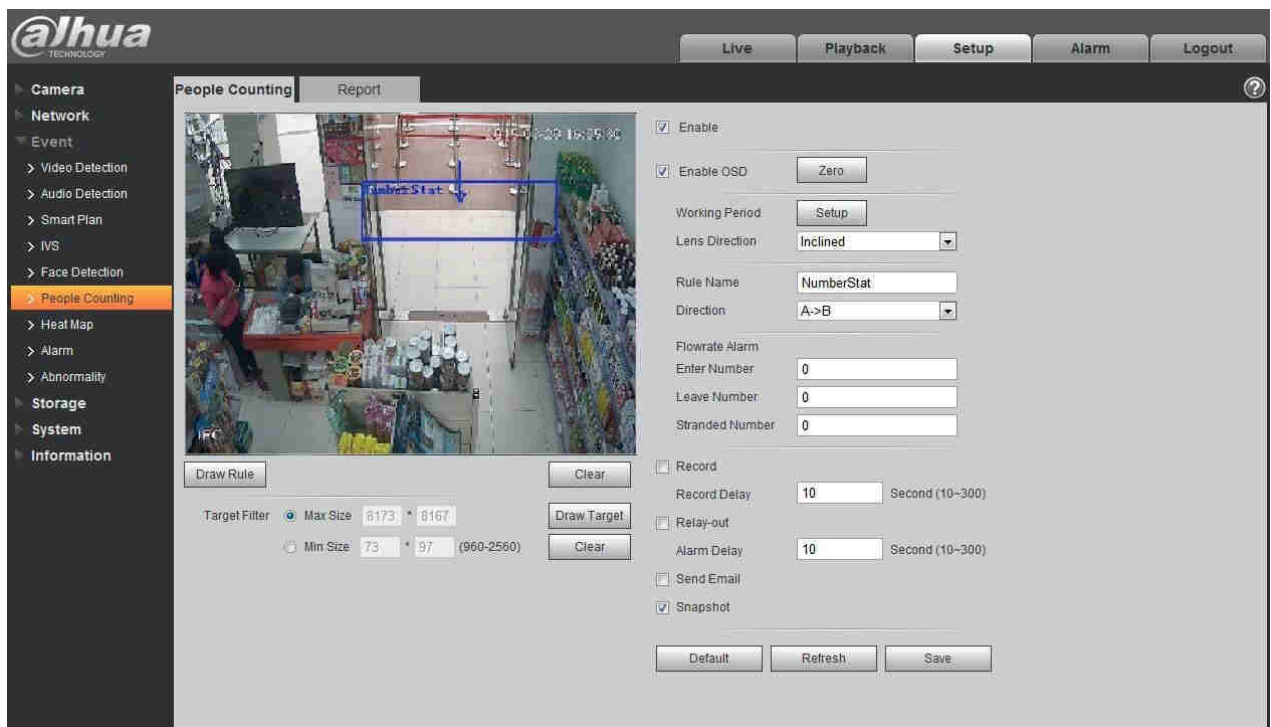 alhua
TECHNOLOGY
Live Playback Setup Alarm Logout
Camera
Network
Event
Video Detection
Audio Detection
Smart Plan
IVS
Face Detection
People Counting
Heat Map
Alarm
Abnormality
Storage
System
Information
People Counting Report
?
NumberStat
IPC
Draw Rule Clear
Target Filter Max Size 8173 * 8167 Draw Target
Min Size 73 * 97 (960-2560) Clear
Enable
Enable OSD Zero
Working Period Setup
Lens Direction Inclined
Rule Name NumberStat
Direction A->B
Flowrate Alarm
Enter Number 0
Leave Number 0
Stranded Number 0
Record
Record Delay 10 Second (10~300)
Relay-out
Alarm Delay 10 Second (10~300)
Send Email
Snapshot
Default Refresh Save